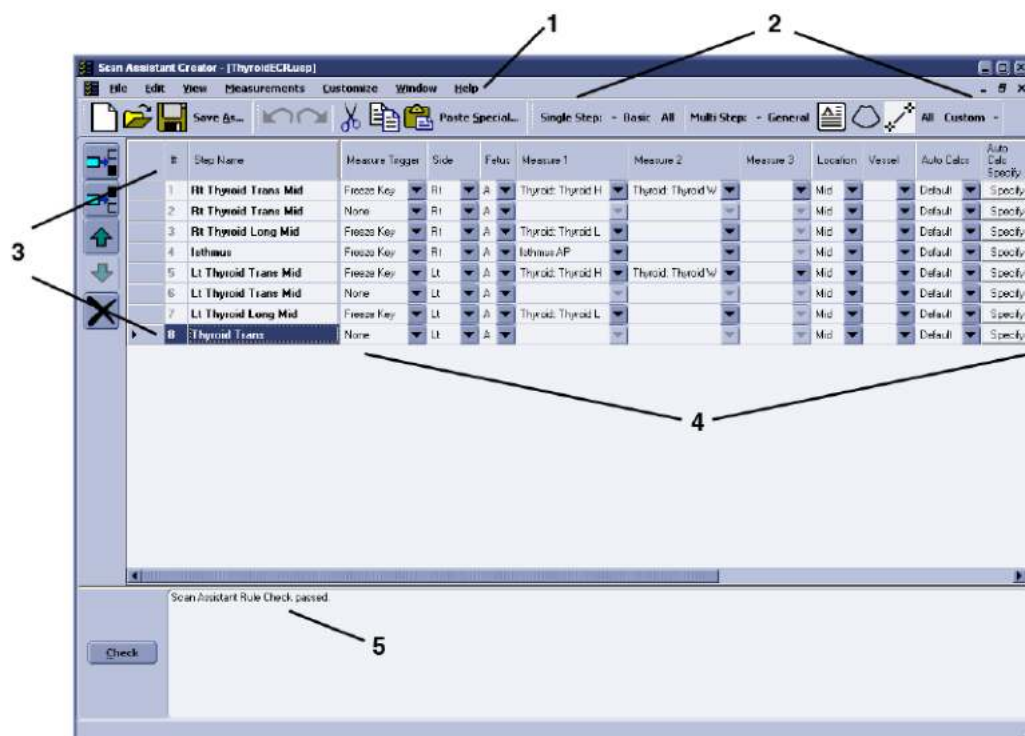 1
2
Scan Assistant Creator - [ThyroidECR.usp]
File Edit View Measurements Customize Window Help
Save As... Paste Special... Single Step: - Basic All Multi Step: - General All Custom -
# Step Name Measure Trigger Side Fetus Measure 1 Measure 2 Measure 3 Location Vessel Auto Calcs Auto Calc Specify
1 Rt Thyroid Trans Mid Freeze Key Rt A Thyroid: Thyroid H Thyroid: Thyroid W Mid Default Specify
2 Rt Thyroid Trans Mid None Rt A Mid Default Specify
3 Rt Thyroid Long Mid Freeze Key Rt A Thyroid: Thyroid L Mid Default Specify
3
4 Isthmus Freeze Key Rt A Isthmus AP Mid Default Specify
5 Lt Thyroid Trans Mid Freeze Key Lt A Thyroid: Thyroid H Thyroid: Thyroid W Mid Default Specify
6 Lt Thyroid Trans Mid None Lt A Mid Default Specify
7 Lt Thyroid Long Mid Freeze Key Lt A Thyroid: Thyroid L Mid Default Specify
8 Thyroid Trans None Lt A Mid Default Specify
4
Scan Assistant Rule Check passed.
5
Check